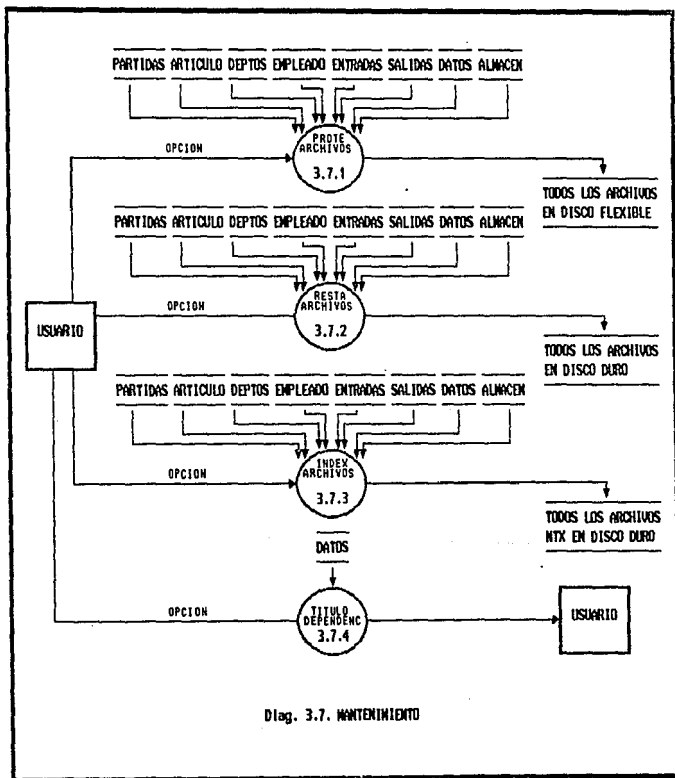 PARTIDAS ARTICULO DEPTOS EMPLEADO ENTRADAS SALIDAS DATOS ALMACEN
OPCION
PROTE
ARCHIVOS
3.7.1
TODOS LOS ARCHIVOS
EN DISCO FLEXIBLE
PARTIDAS ARTICULO DEPTOS EMPLEADO ENTRADAS SALIDAS DATOS ALMACEN
OPCION
RESTA
ARCHIVOS
3.7.2
USUARIO
TODOS LOS ARCHIVOS
EN DISCO DURO
PARTIDAS ARTICULO DEPTOS EMPLEADO ENTRADAS SALIDAS DATOS ALMACEN
OPCION
INDEX
ARCHIVOS
3.7.3
TODOS LOS ARCHIVOS
NTX EN DISCO DURO
DATOS
OPCION
TITULO
DEPENDENC
3.7.4
USUARIO
Diag. 3.7. MANTENIMIENTO